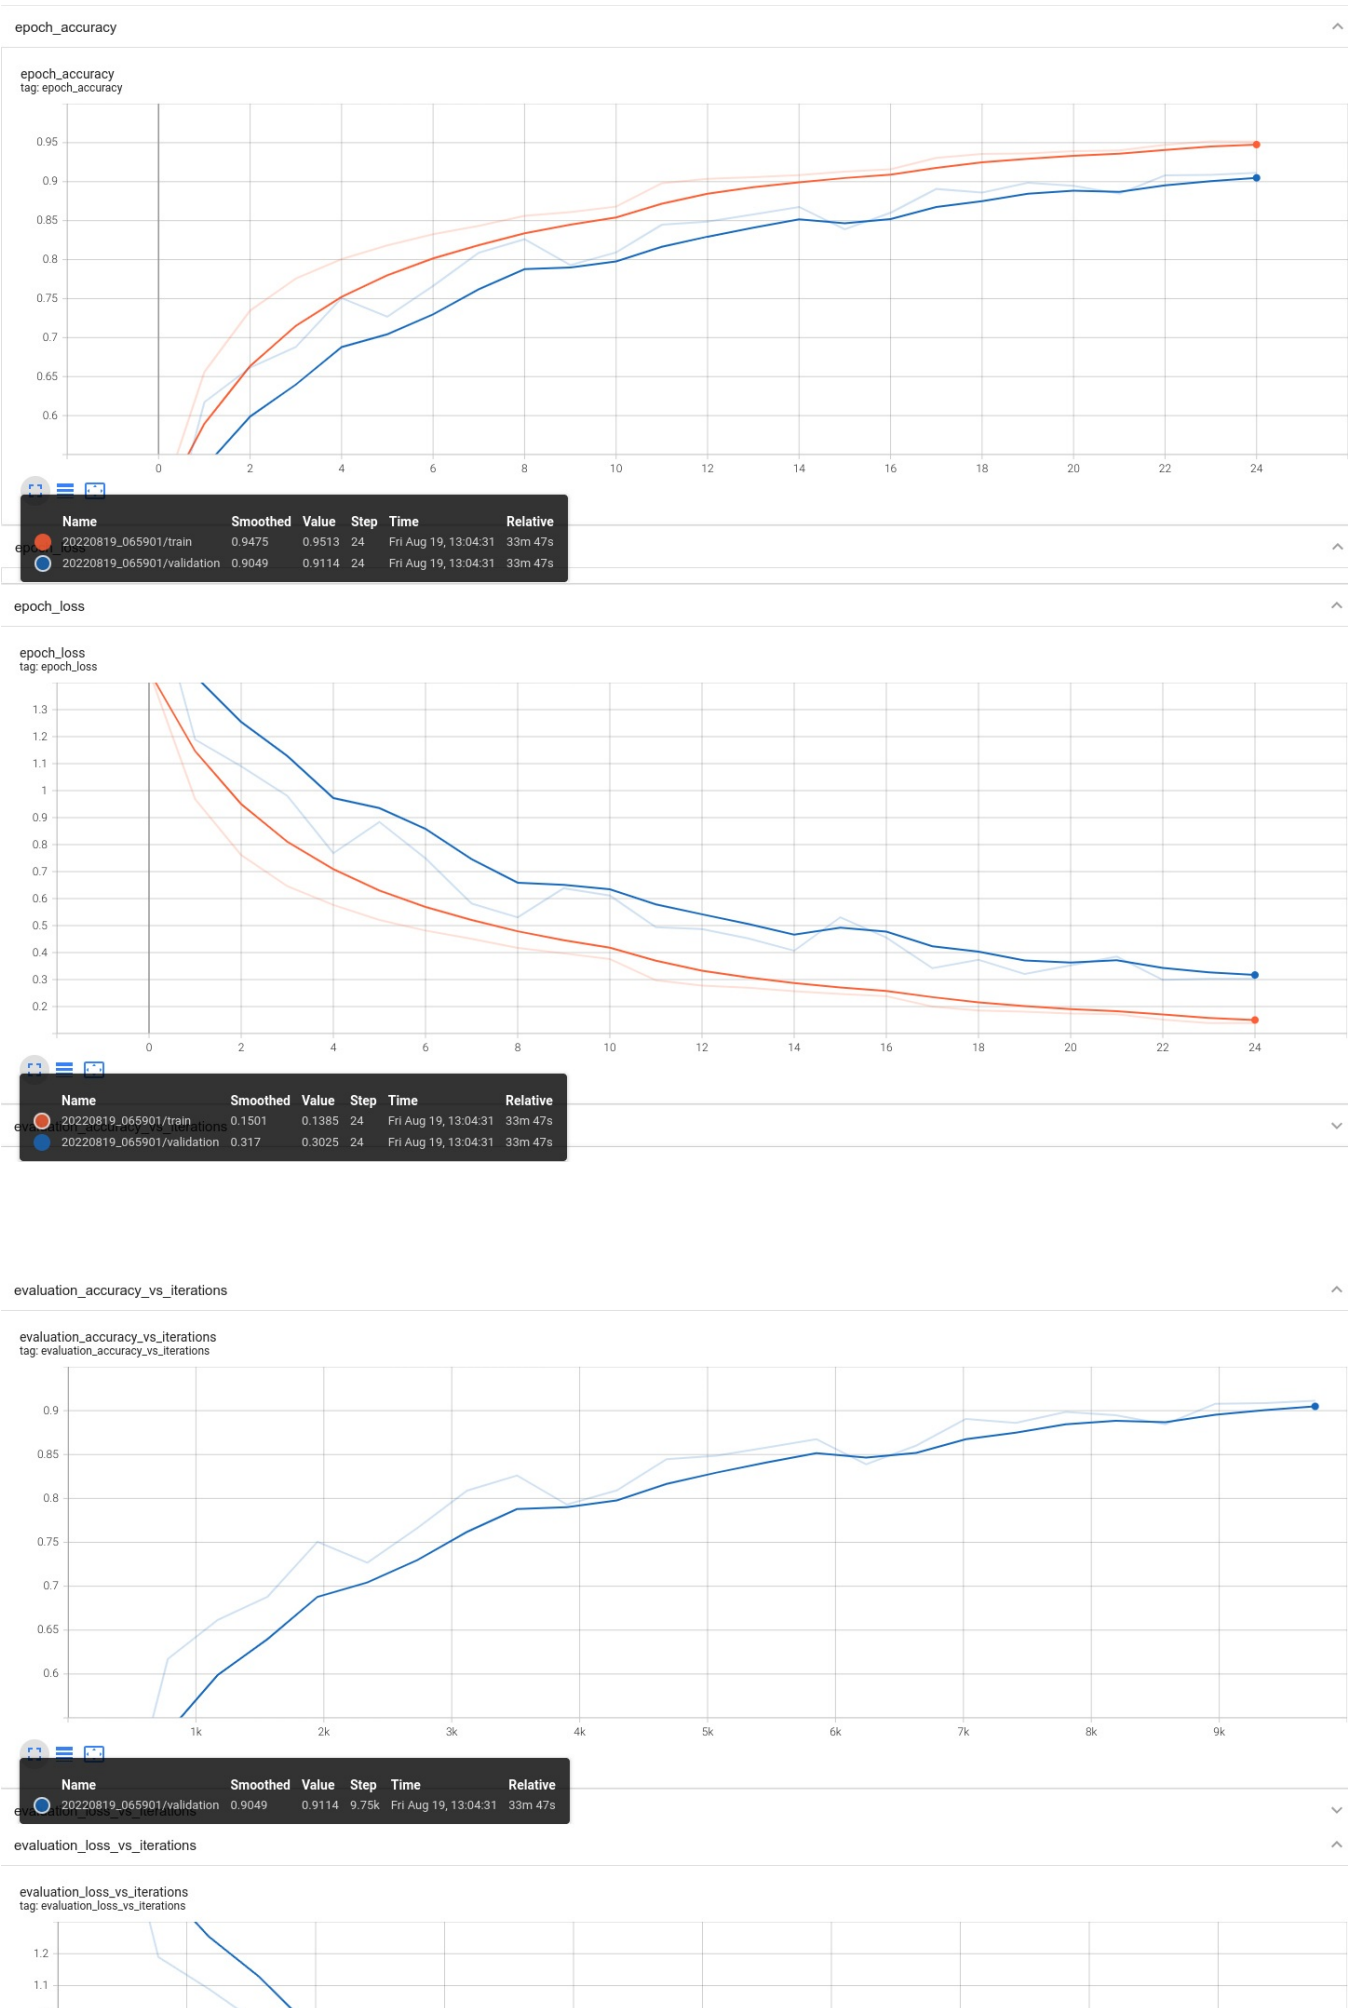 epoch_accuracy
epoch_accuracy
tag: epoch_accuracy
0.95
0.9
0.85
0.8
0.75
0.7
0.65
0.6
0 2 4 6 8 10 12 14 16 18 20 22 24
Name Smoothed Value Step Time Relative
20220819_065901/train 0.9475 0.9513 24 Fri Aug 19, 13:04:31 33m 47s
epoch_loss
20220819_065901/validation 0.9049 0.9114 24 Fri Aug 19, 13:04:31 33m 47s
epoch_loss
epoch_loss
tag: epoch_loss
1.3
1.2
1.1
1
0.9
0.8
0.7
0.6
0.5
0.4
0.3
0.2
0 2 4 6 8 10 12 14 16 18 20 22 24
Name Smoothed Value Step Time Relative
20220819_065901/train 0.1501 0.1385 24 Fri Aug 19, 13:04:31 33m 47s
evaluation_accuracy_vs_iterations
20220819_065901/validation 0.317 0.3025 24 Fri Aug 19, 13:04:31 33m 47s
evaluation_accuracy_vs_iterations
evaluation_accuracy_vs_iterations
tag: evaluation_accuracy_vs_iterations
0.9
0.85
0.8
0.75
0.7
0.65
0.6
1k 2k 3k 4k 5k 6k 7k 8k 9k
Name Smoothed Value Step Time Relative
20220819_065901/validation 0.9049 0.9114 9.75k Fri Aug 19, 13:04:31 33m 47s
evaluation_loss_vs_iterations
evaluation_loss_vs_iterations
evaluation_loss_vs_iterations
tag: evaluation_loss_vs_iterations
1.2
1.1